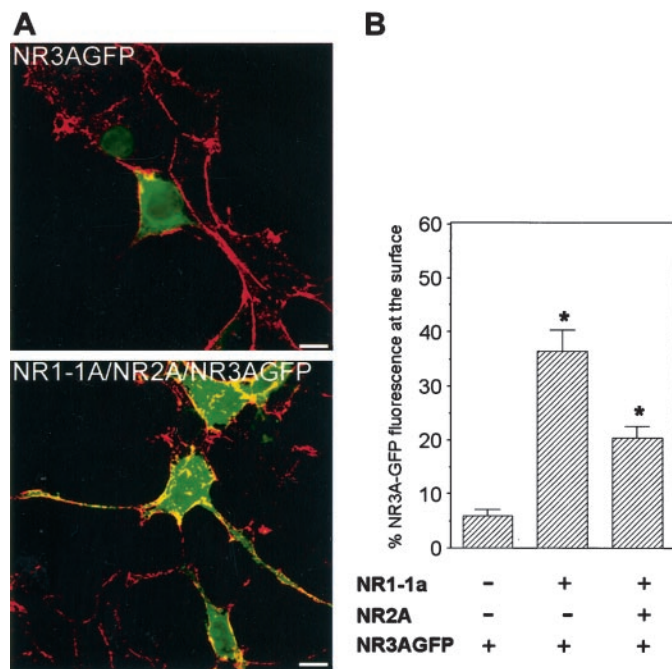 A
NR3AGFP
NR1-1A/NR2A/NR3AGFP
B
% NR3A-GFP fluorescence at the surface
60
50
40
30
20
10
0
*
*
NR1-1a - + +
NR2A - - +
NR3AGFP + + +